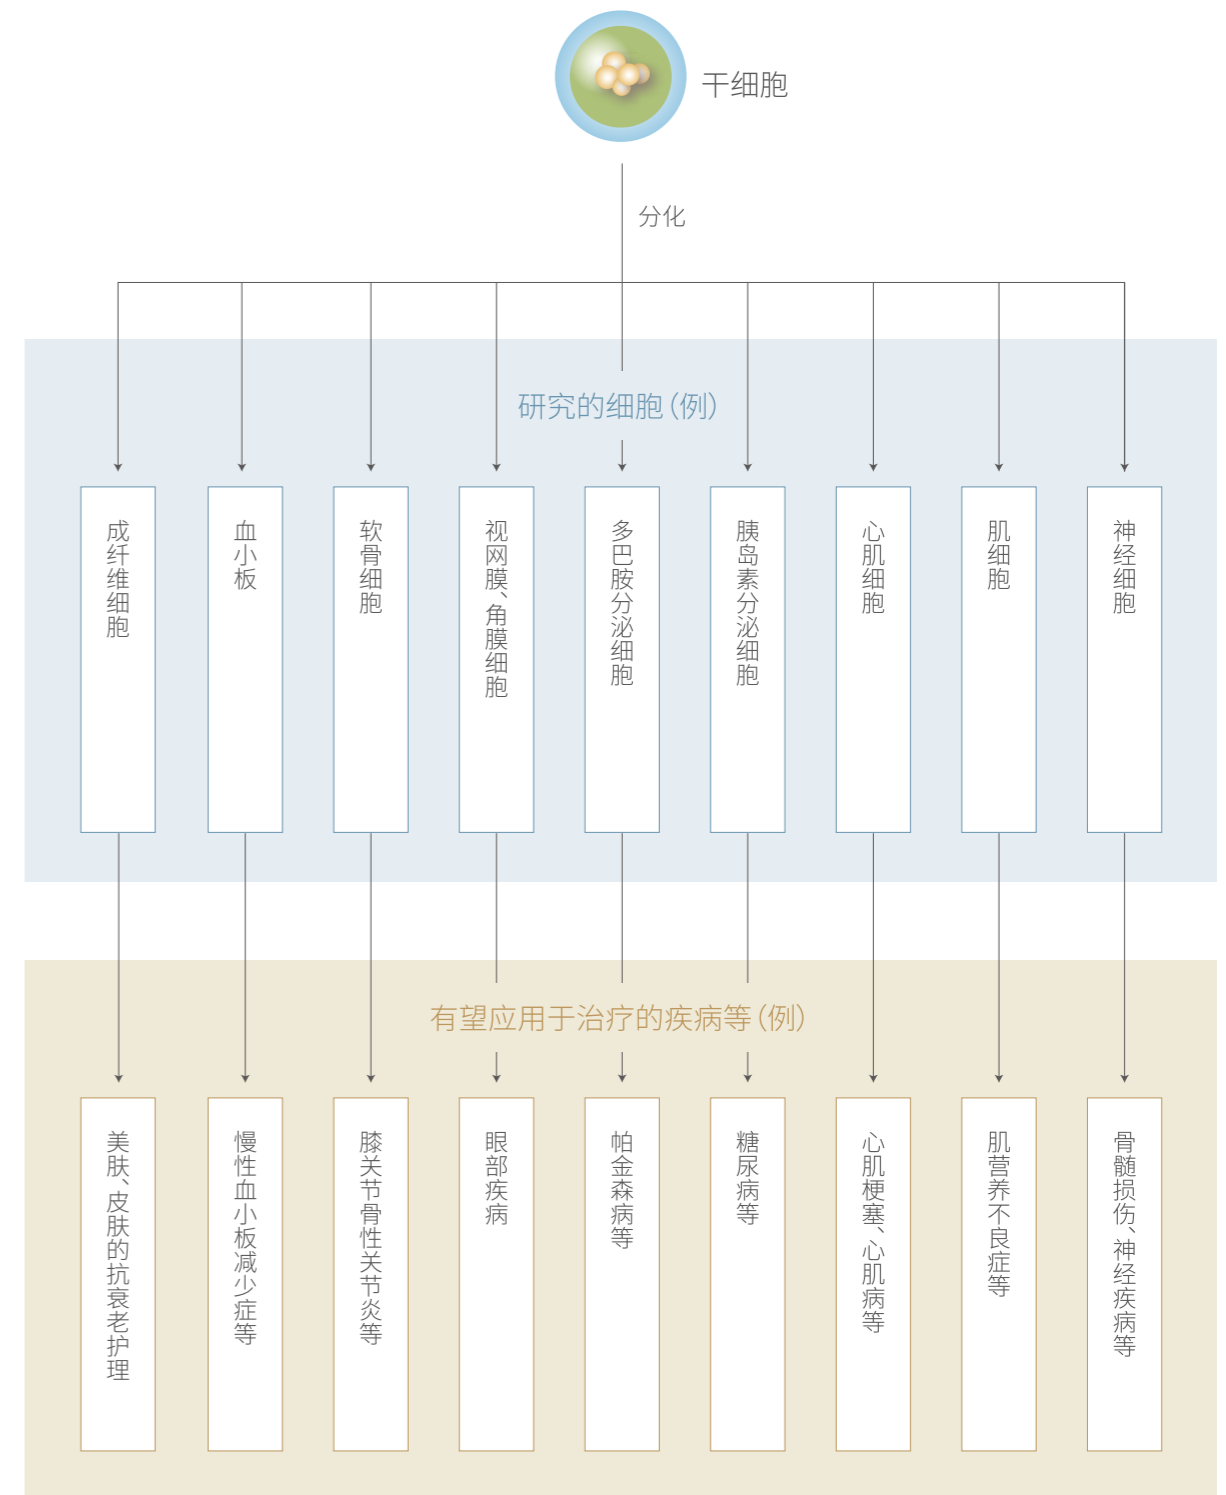 干细胞
分化
研究的细胞（例）
成纤维细胞
血小板
软骨细胞
视网膜、角膜细胞
多巴胺分泌细胞
胰岛素分泌细胞
心肌细胞
肌细胞
神经细胞
有望应用于治疗的疾病等（例）
美肤、皮肤的抗衰老护理
慢性血小板减少症等
膝关节骨性关节炎等
眼部疾病
帕金森病等
糖尿病等
心肌梗塞、心肌病等
肌营养不良症等
骨髓损伤、神经疾病等